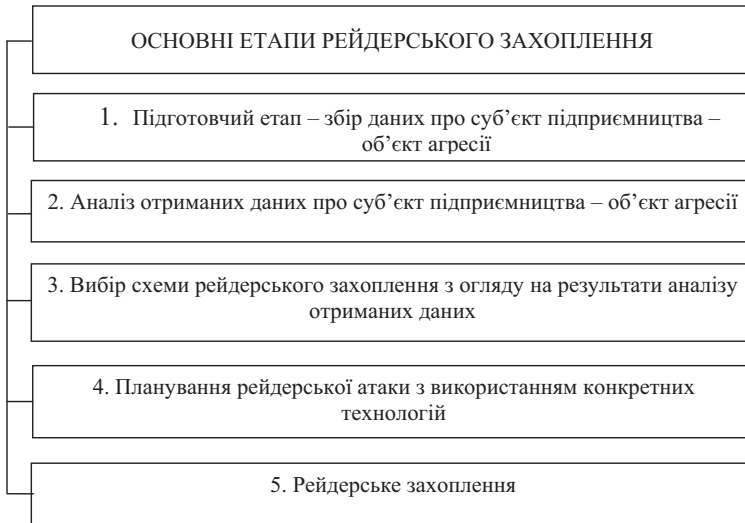 ОСНОВНІ ЕТАПИ РЕЙДЕРСЬКОГО ЗАХОПЛЕННЯ
1. Підготовчий етап – збір даних про суб’єкт підприємництва –
об’єкт агресії
2. Аналіз отриманих даних про суб’єкт підприємництва – об’єкт агресії
3. Вибір схеми рейдерського захоплення з огляду на результати аналізу
отриманих даних
4. Планування рейдерської атаки з використанням конкретних
технологій
5. Рейдерське захоплення